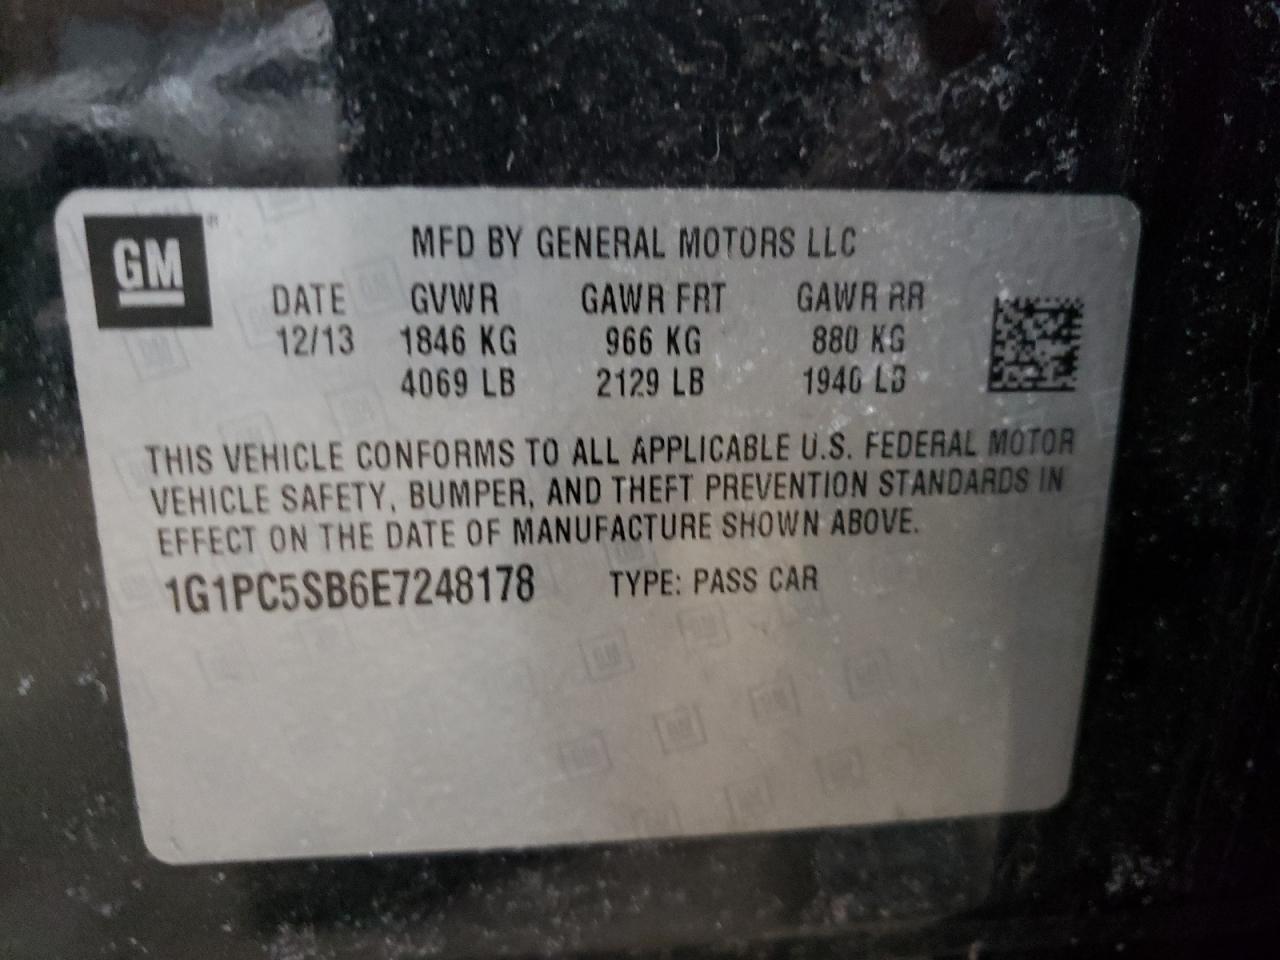 GM®
MFD BY GENERAL MOTORS LLC
DATE GVWR GAWR FRT GAWR RR
12/13 1846 KG 966 KG 880 KG
4069 LB 2129 LB 1940 LB
THIS VEHICLE CONFORMS TO ALL APPLICABLE U.S. FEDERAL MOTOR
VEHICLE SAFETY, BUMPER, AND THEFT PREVENTION STANDARDS IN
EFFECT ON THE DATE OF MANUFACTURE SHOWN ABOVE.
1G1PC5SB6E7248178 TYPE: PASS CAR